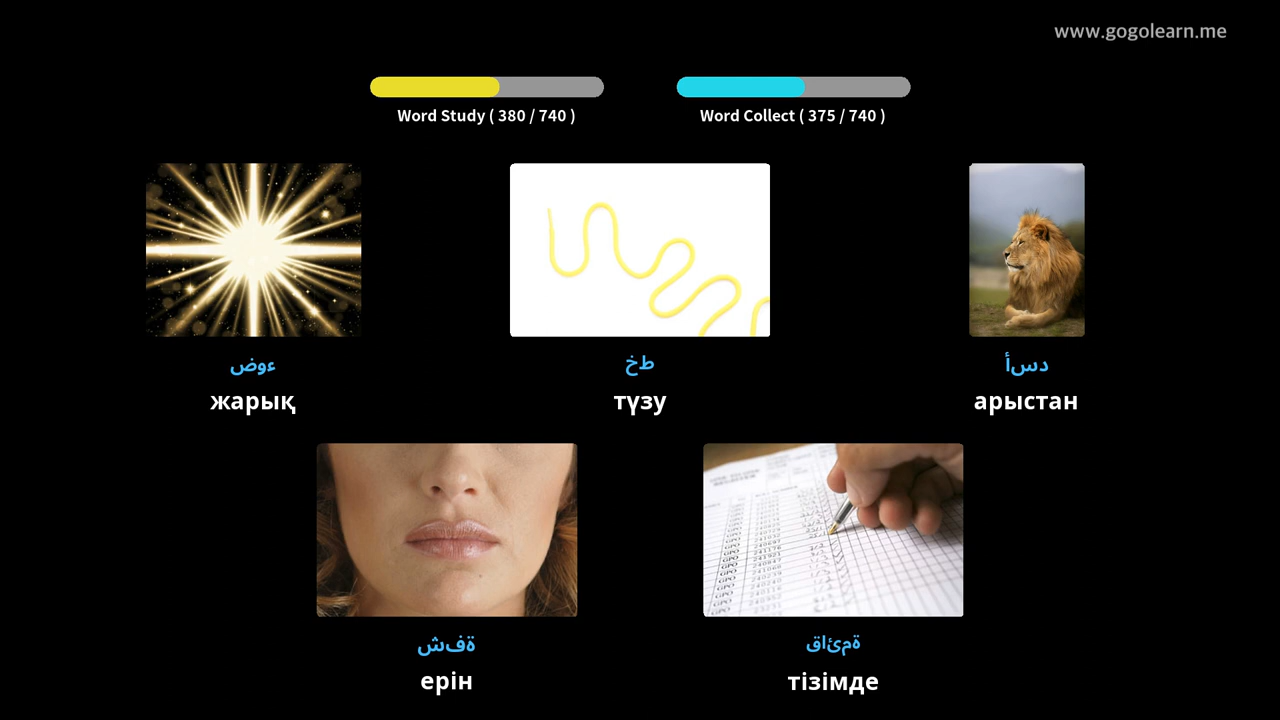 www.gogolearn.me
Word Study ( 380 / 740 )
Word Collect ( 375 / 740 )
ءوض
طخ
دسأ
жарық
түзу
арыстан
ةفش
ةمئاق
ерін
тізімде